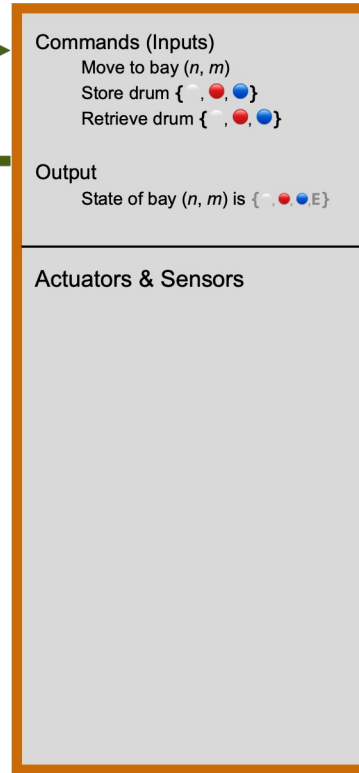 Commands (Inputs)
Move to bay (n, m)
Store drum {⚪, 🔴, 🔵}
Retrieve drum {⚪, 🔴, 🔵}
Output
State of bay (n, m) is {⚪, 🔴, 🔵,E}
Actuators & Sensors